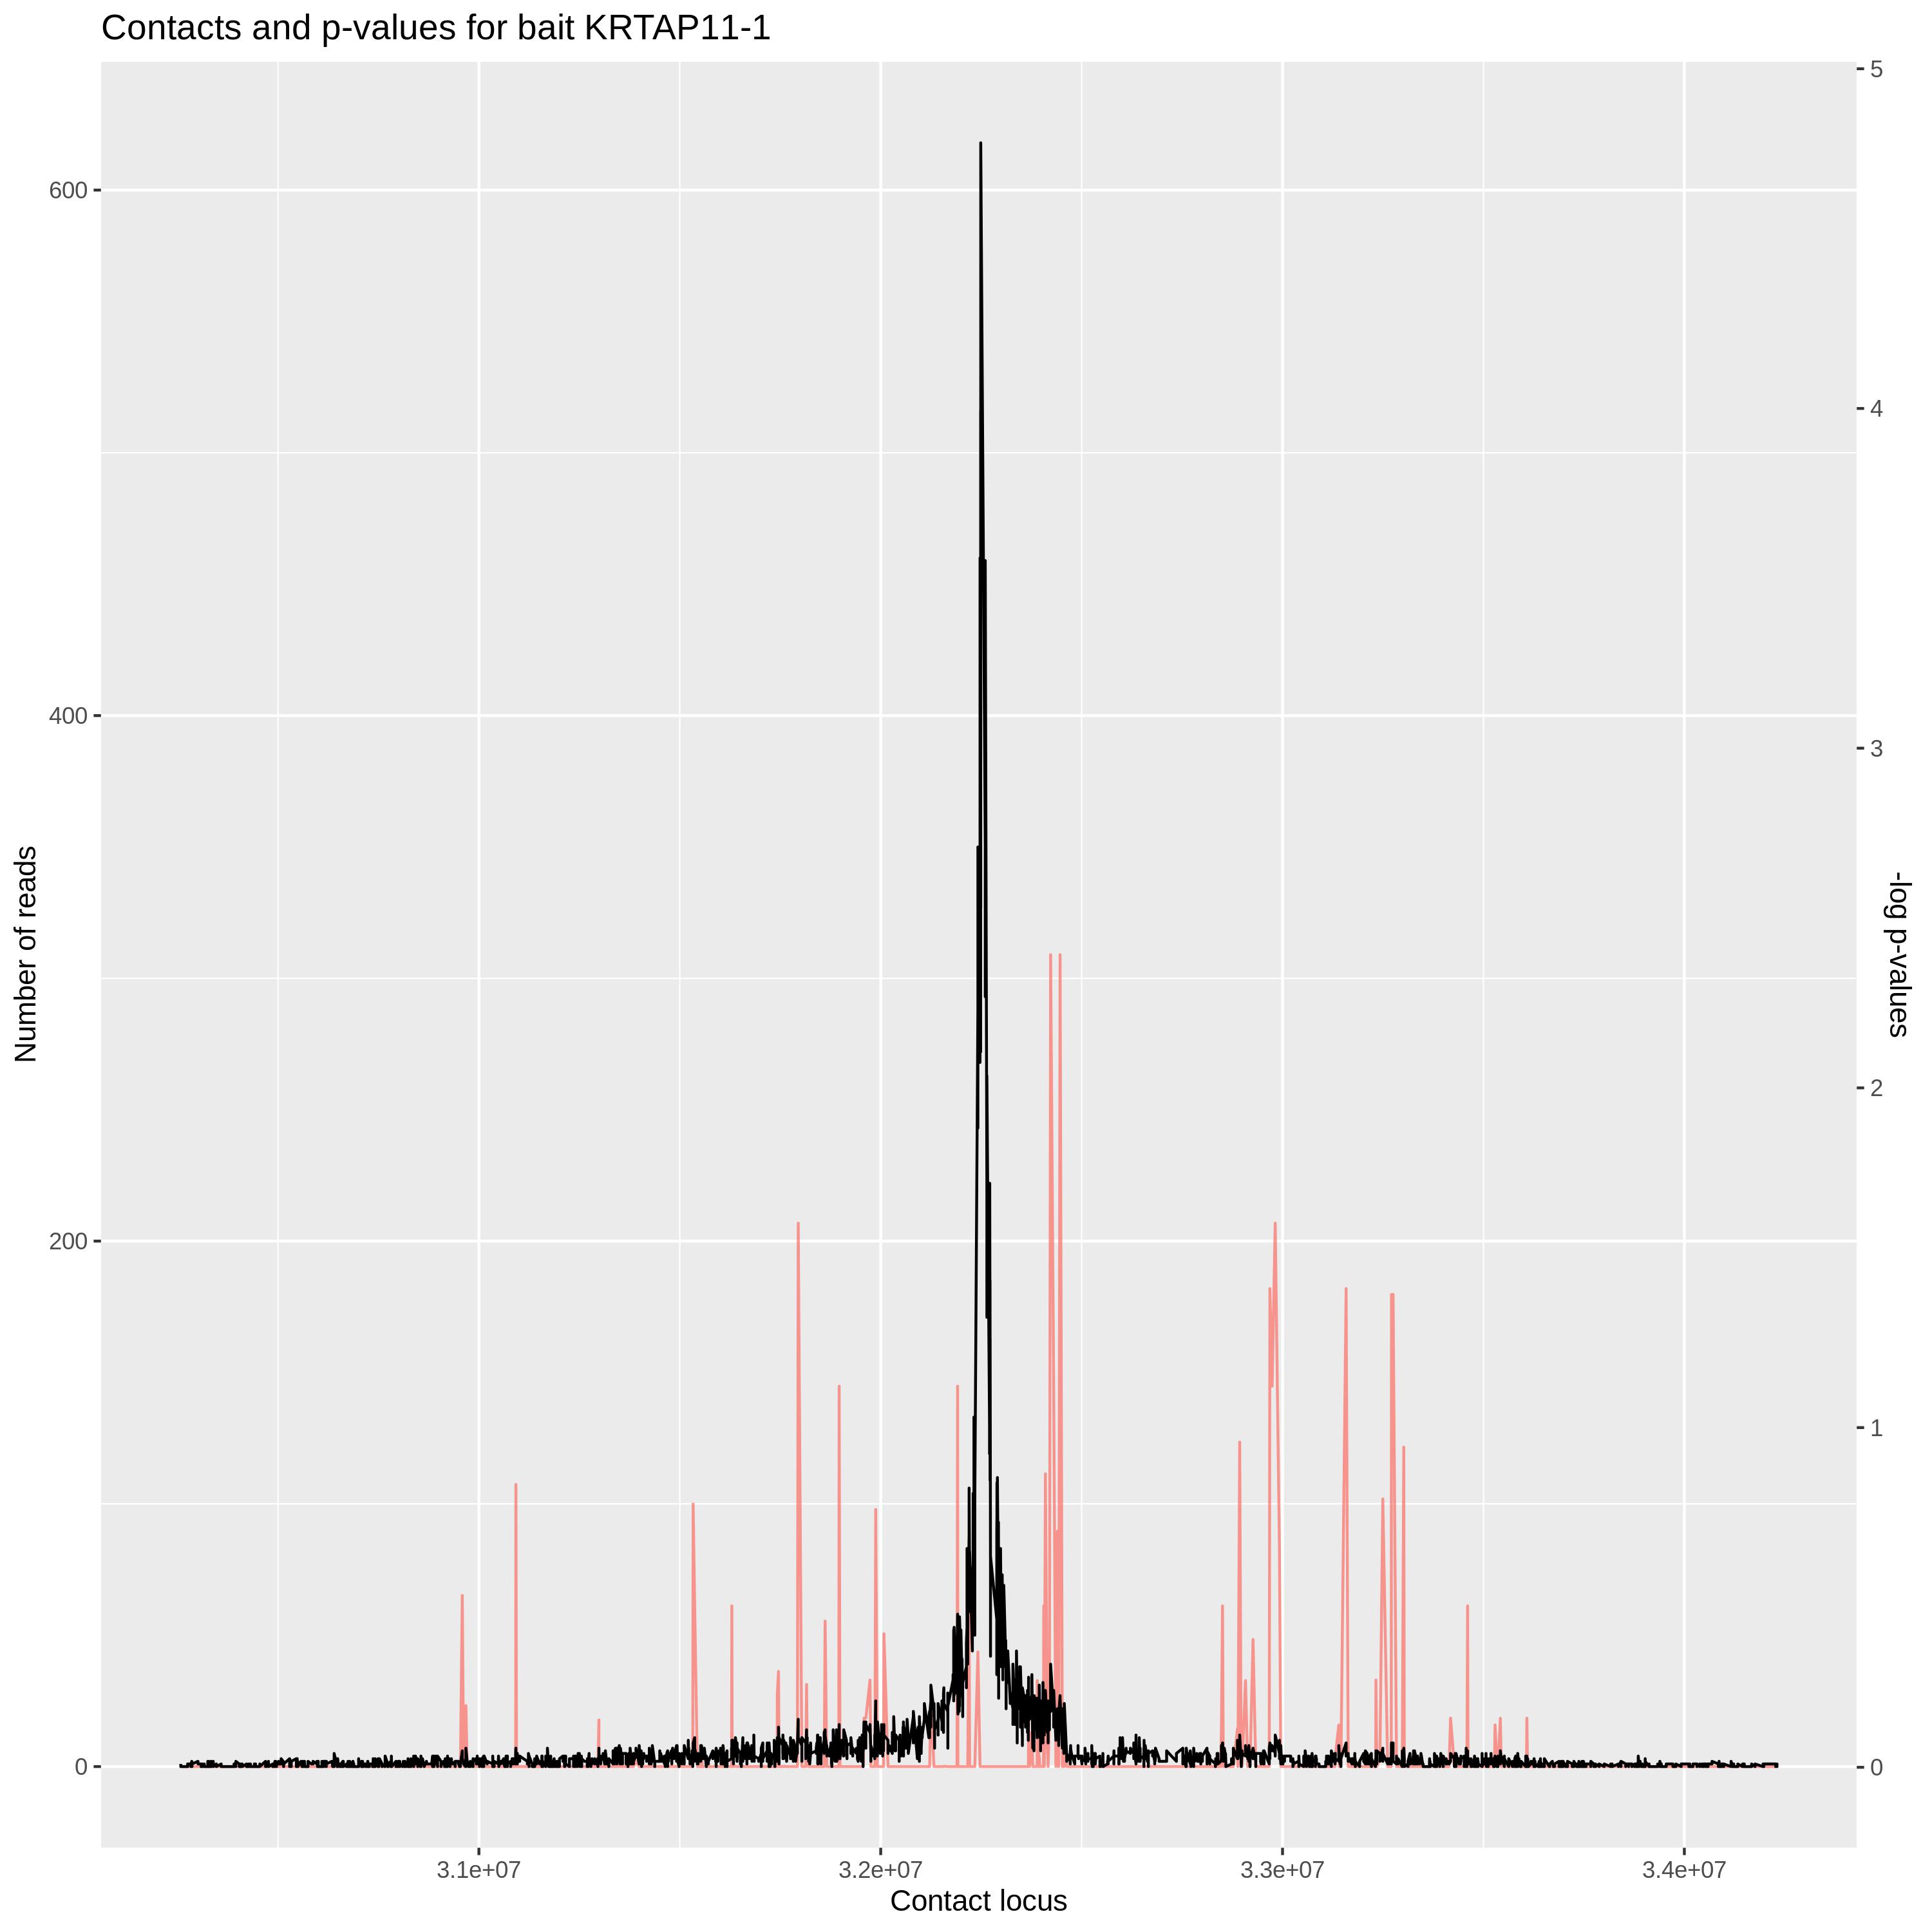 Contacts and p-values for bait KRTAP11-1
5
600
4
400
3
Number of reads
-log p-values
2
200
1
0
0
3.1e+07
3.2e+07
3.3e+07
3.4e+07
Contact locus